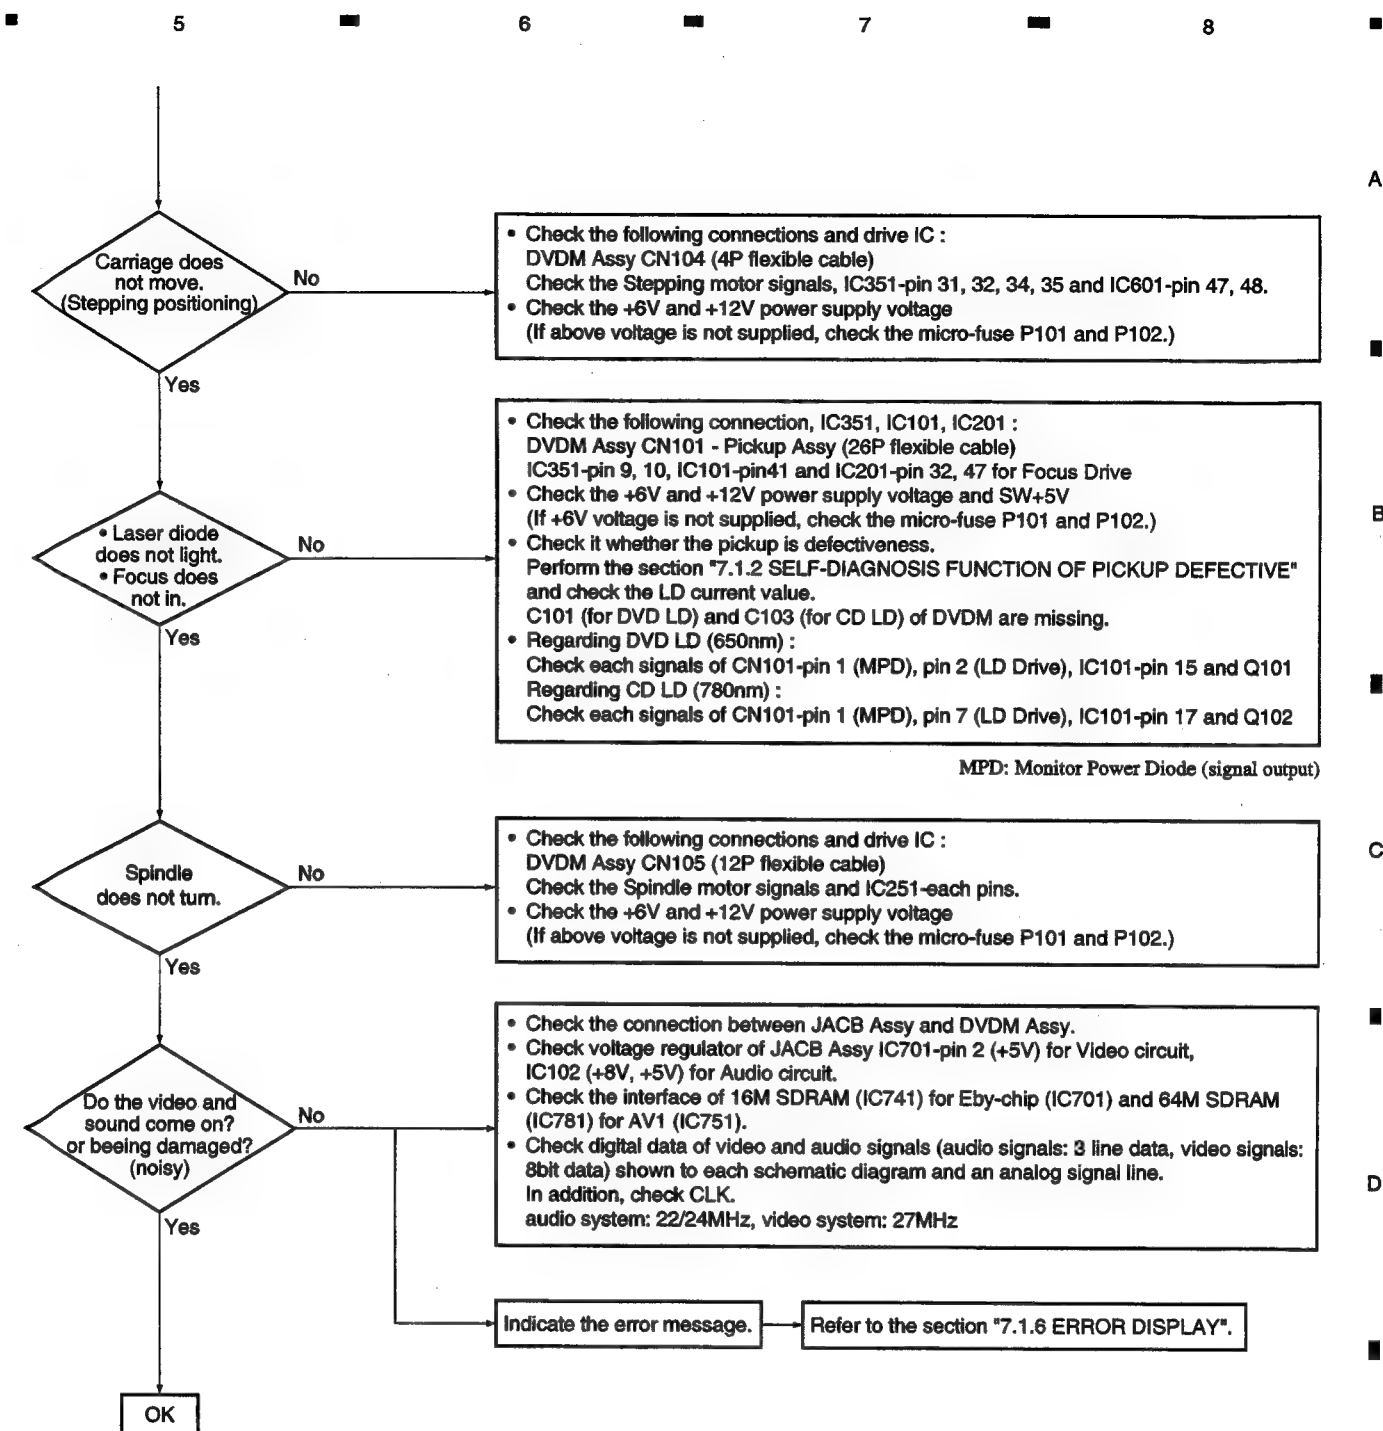 5 6 7 8
A
Carriage does
not move.
(Stepping positioning)
No
Yes
• Check the following connections and drive IC :
DVDM Assy CN104 (4P flexible cable)
Check the Stepping motor signals, IC351-pin 31, 32, 34, 35 and IC601-pin 47, 48.
• Check the +6V and +12V power supply voltage
(If above voltage is not supplied, check the micro-fuse P101 and P102.)
B
• Laser diode
does not light.
• Focus does
not in.
No
Yes
• Check the following connection, IC351, IC101, IC201 :
DVDM Assy CN101 - Pickup Assy (26P flexible cable)
IC351-pin 9, 10, IC101-pin41 and IC201-pin 32, 47 for Focus Drive
• Check the +6V and +12V power supply voltage and SW+5V
(If +6V voltage is not supplied, check the micro-fuse P101 and P102.)
• Check it whether the pickup is defectiveness.
Perform the section "7.1.2 SELF-DIAGNOSIS FUNCTION OF PICKUP DEFECTIVE"
and check the LD current value.
C101 (for DVD LD) and C103 (for CD LD) of DVDM are missing.
• Regarding DVD LD (650nm) :
Check each signals of CN101-pin 1 (MPD), pin 2 (LD Drive), IC101-pin 15 and Q101
Regarding CD LD (780nm) :
Check each signals of CN101-pin 1 (MPD), pin 7 (LD Drive), IC101-pin 17 and Q102
MPD: Monitor Power Diode (signal output)
C
Spindle
does not turn.
No
Yes
• Check the following connections and drive IC :
DVDM Assy CN105 (12P flexible cable)
Check the Spindle motor signals and IC251-each pins.
• Check the +6V and +12V power supply voltage
(If above voltage is not supplied, check the micro-fuse P101 and P102.)
D
Do the video and
sound come on?
or beeing damaged?
(noisy)
No
Yes
• Check the connection between JACB Assy and DVDM Assy.
• Check voltage regulator of JACB Assy IC701-pin 2 (+5V) for Video circuit,
IC102 (+8V, +5V) for Audio circuit.
• Check the interface of 16M SDRAM (IC741) for Eby-chip (IC701) and 64M SDRAM
(IC781) for AV1 (IC751).
• Check digital data of video and audio signals (audio signals: 3 line data, video signals:
8bit data) shown to each schematic diagram and an analog signal line.
In addition, check CLK.
audio system: 22/24MHz, video system: 27MHz
Indicate the error message.
Refer to the section "7.1.6 ERROR DISPLAY".
OK